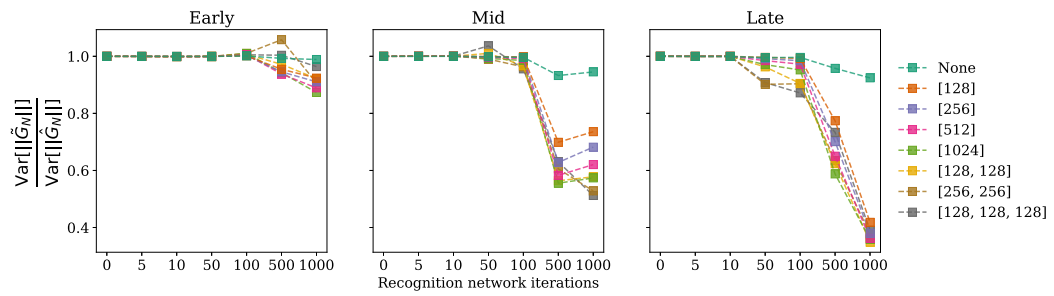 Early
Mid
Late
Var[||G̃_N||]
Var[||Ĝ_N||]
1.0
0.8
0.6
0.4
0 5 10 50 100 500 1000
0 5 10 50 100 500 1000
0 5 10 50 100 500 1000
Recognition network iterations
None
[128]
[256]
[512]
[1024]
[128, 128]
[256, 256]
[128, 128, 128]